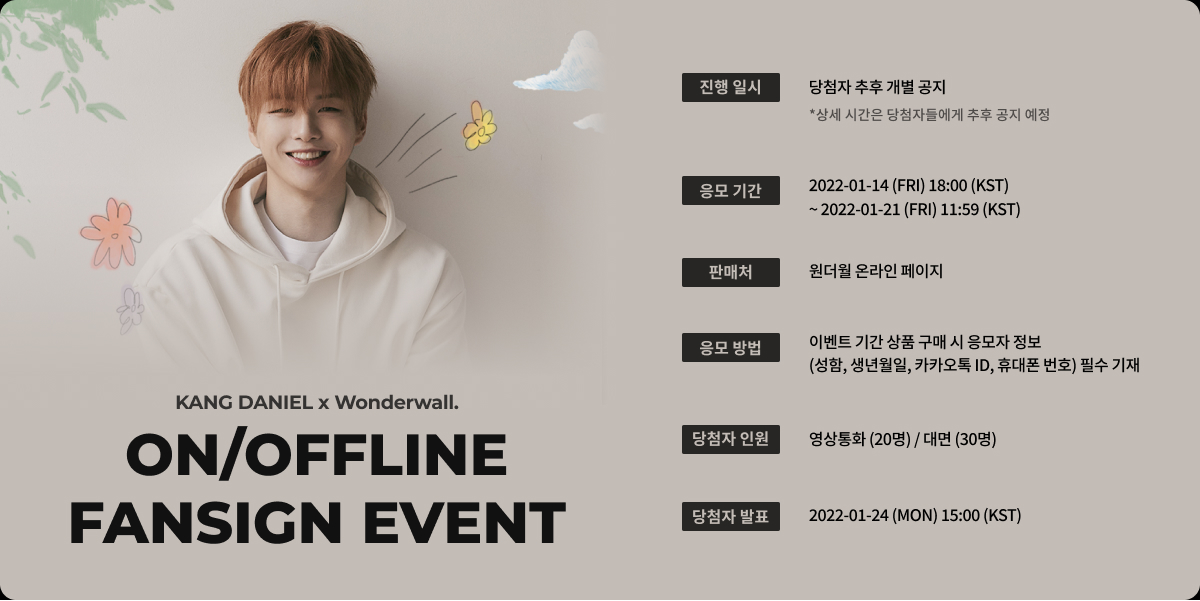 KANG DANIEL x Wonderwall.
ON/OFFLINE
FANSIGN EVENT
진행 일시
당첨자 추후 개별 공지
*상세 시간은 당첨자들에게 추후 공지 예정
응모 기간
2022-01-14 (FRI) 18:00 (KST)
~ 2022-01-21 (FRI) 11:59 (KST)
판매처
원더월 온라인 페이지
응모 방법
이벤트 기간 상품 구매 시 응모자 정보
(성함, 생년월일, 카카오톡 ID, 휴대폰 번호) 필수 기재
당첨자 인원
영상통화 (20명) / 대면 (30명)
당첨자 발표
2022-01-24 (MON) 15:00 (KST)